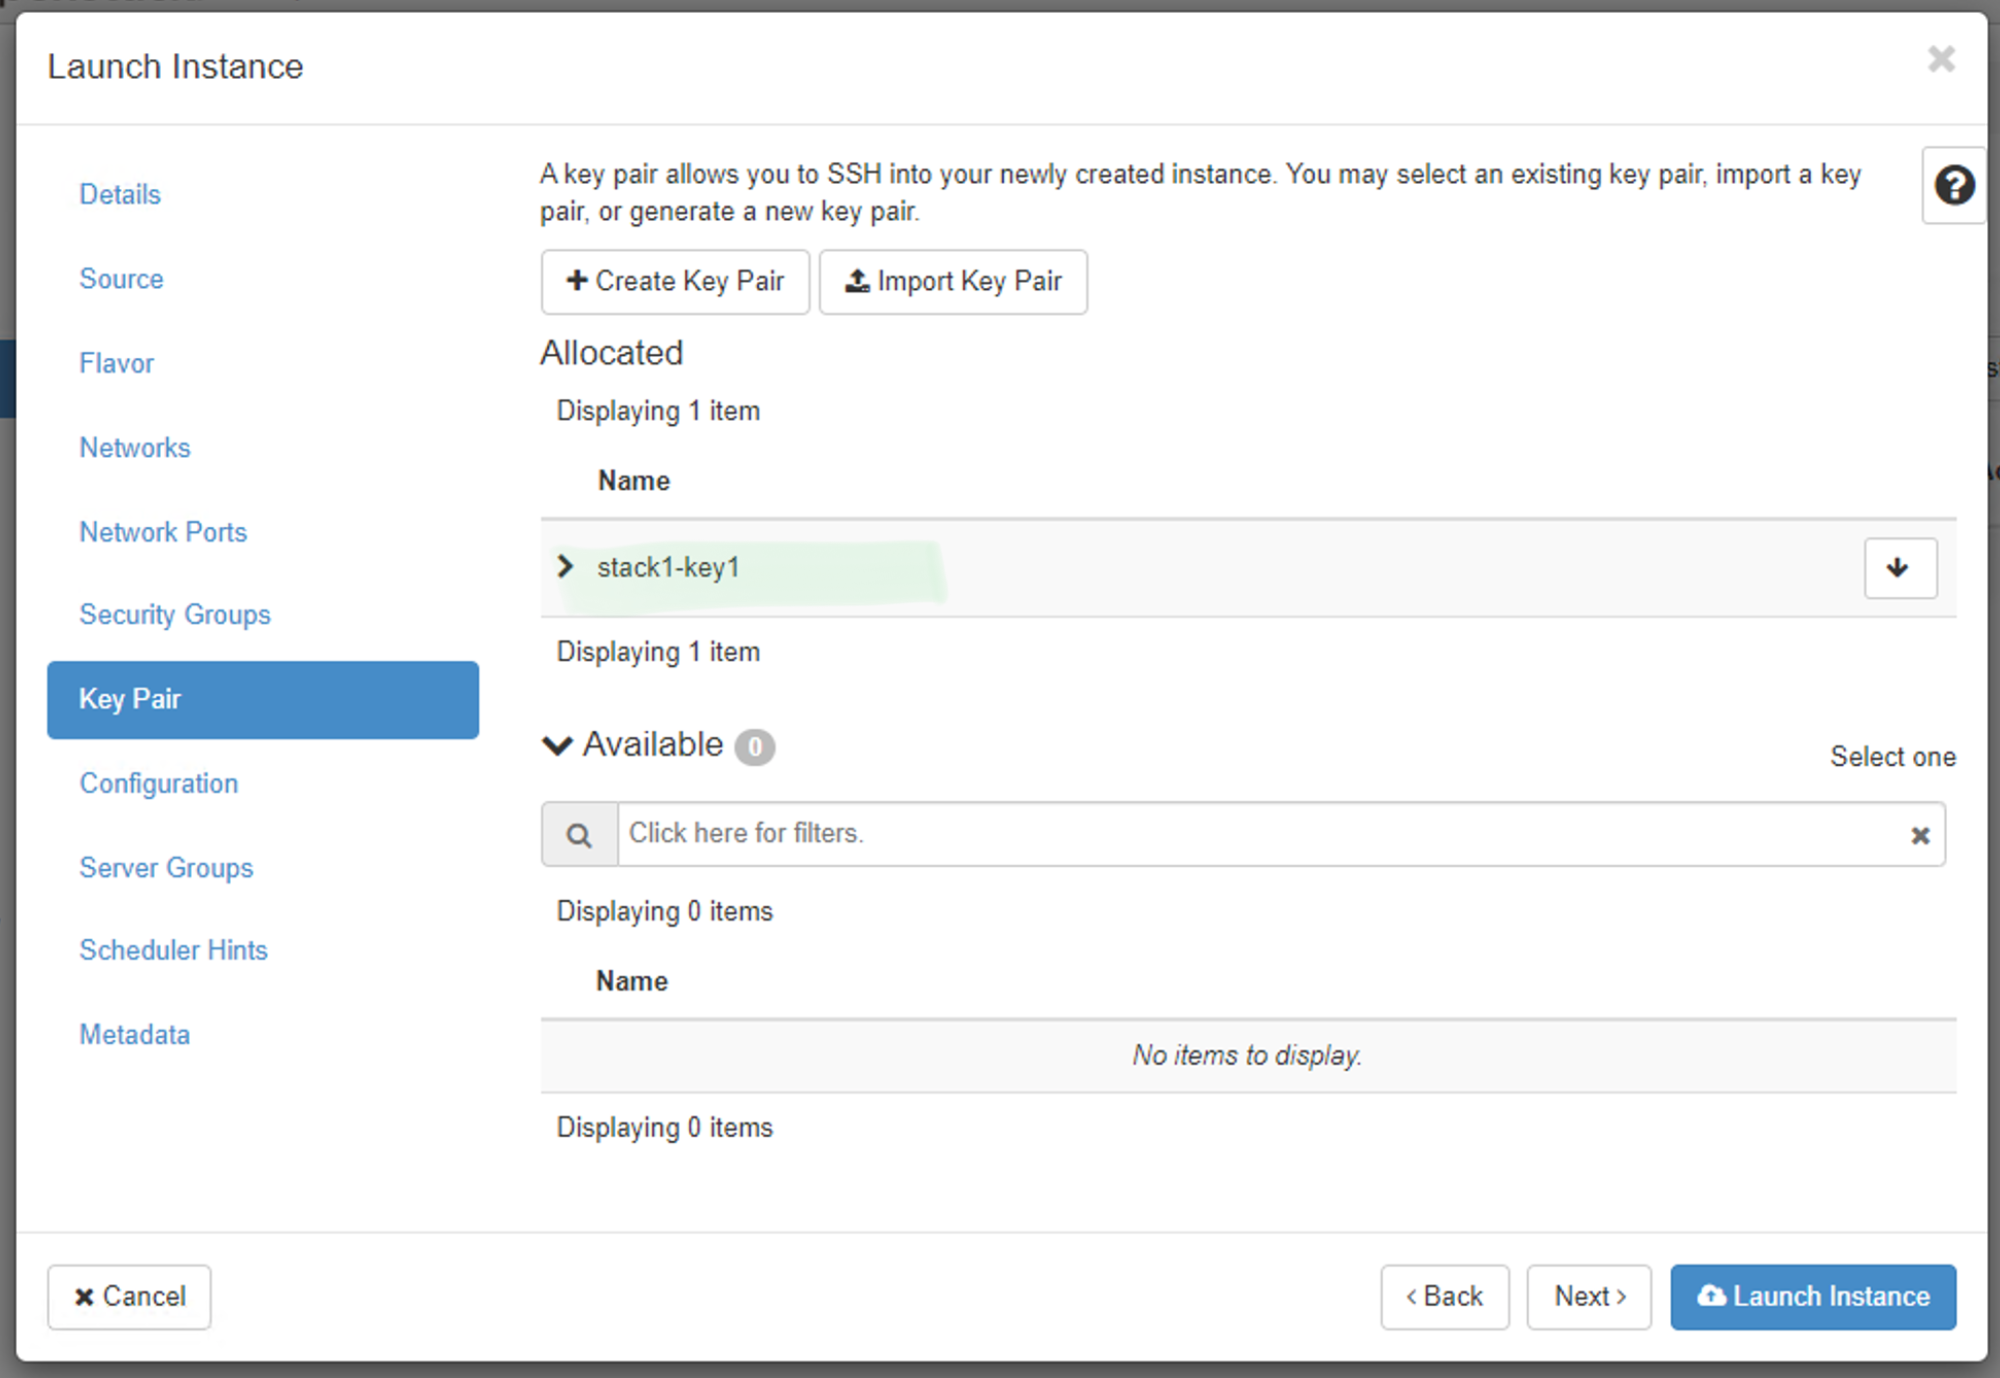 Launch Instance
Details
Source
Flavor
Networks
Network Ports
Security Groups
Key Pair
Configuration
Server Groups
Scheduler Hints
Metadata
A key pair allows you to SSH into your newly created instance. You may select an existing key pair, import a key
pair, or generate a new key pair.
Create Key Pair
Import Key Pair
Allocated
Displaying 1 item
Name
stack1-key1
Displaying 1 item
Available 0
Select one
Click here for filters.
Displaying 0 items
Name
No items to display.
Displaying 0 items
Cancel
Back
Next
Launch Instance